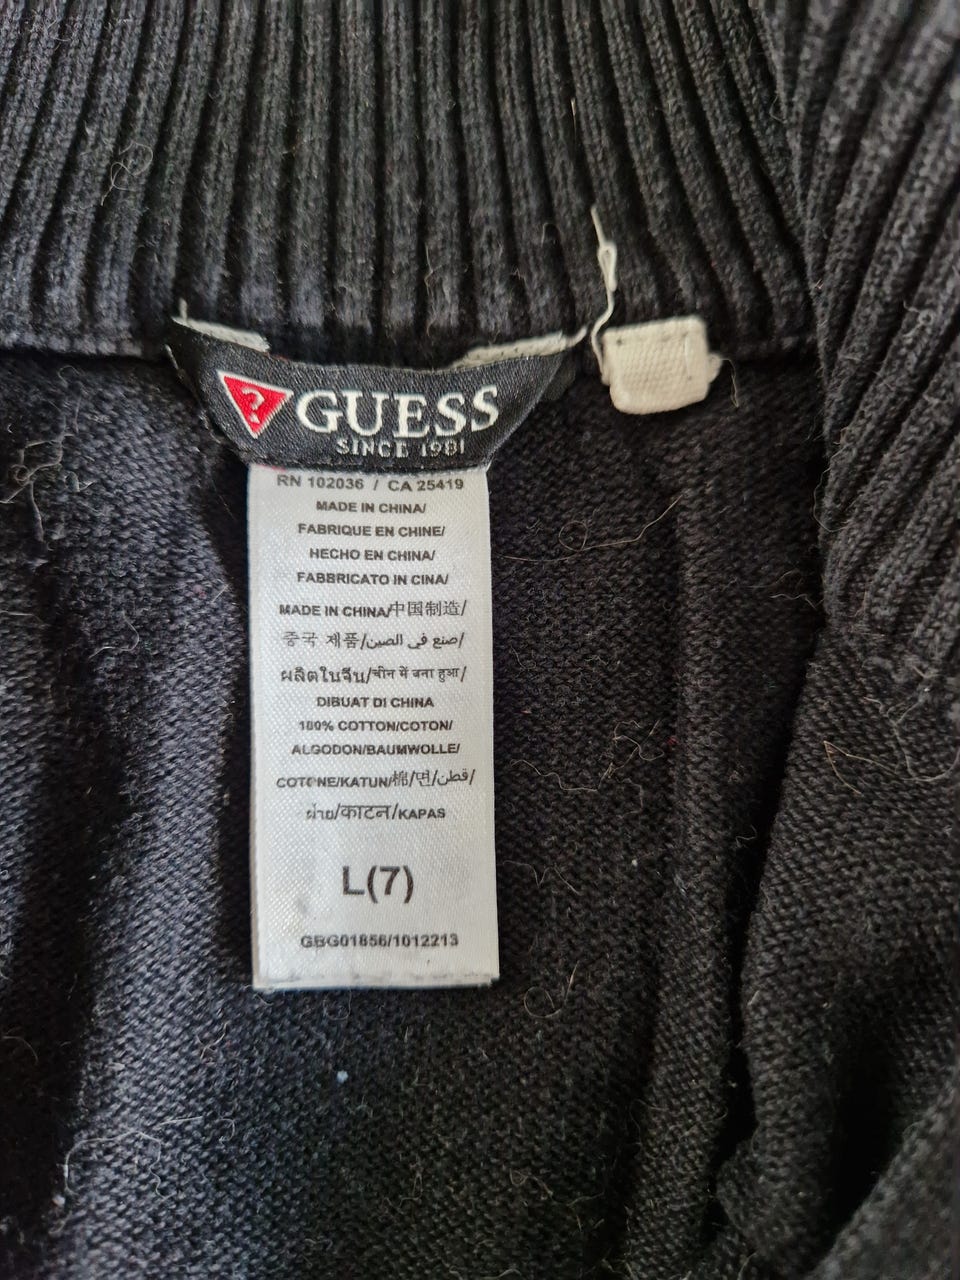 ?
GUESS
SINCE 1981
RN 102036 / CA 25419
MADE IN CHINA/
FABRIQUE EN CHINE/
HECHO EN CHINA/
FABBRICATO IN CINA/
MADE IN CHINA/中国制造/
중국 제품/صنع في الصين/
ผลิตในจีน/चीन में बना हुआ/
DIBUAT DI CHINA
100% COTTON/COTON/
ALGODON/BAUMWOLLE/
COTONE/KATUN/棉/면/قطن/
ฝ้าย/काटन/KAPAS
L(7)
GBG01856/1012213